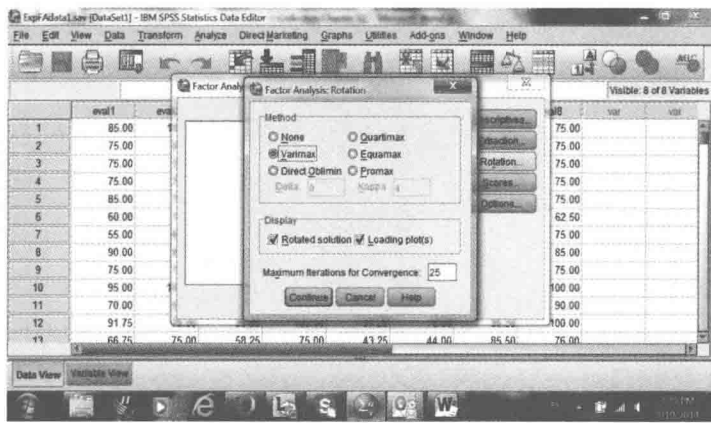 ExpFAdata1.sav [DataSet1] - IBM SPSS Statistics Data Editor
File Edit View Data Transform Analyze Direct Marketing Graphs Utilities Add-ons Window Help
Visible: 8 of 8 Variables
Factor Analy
Factor Analysis: Rotation
Method
None Quartimax
Varimax Equamax
Direct Oblimin Promax
Delta: 0 Kappa 4
Display
Rotated solution Loading plot(s)
Maximum Iterations for Convergence: 25
Continue Cancel Help
Rotation...
Scores...
Options...
eval1 var var
1 85.00 75.00
2 75.00 75.00
3 75.00 75.00
4 75.00 75.00
5 85.00 75.00
6 60.00 62.50
7 55.00 75.00
8 90.00 85.00
9 75.00 75.00
10 95.00 100.00
11 70.00 90.00
12 91.75 100.00
13 66.75 75.00 58.25 75.00 43.25 44.00 85.50 76.00
Data View Variable View